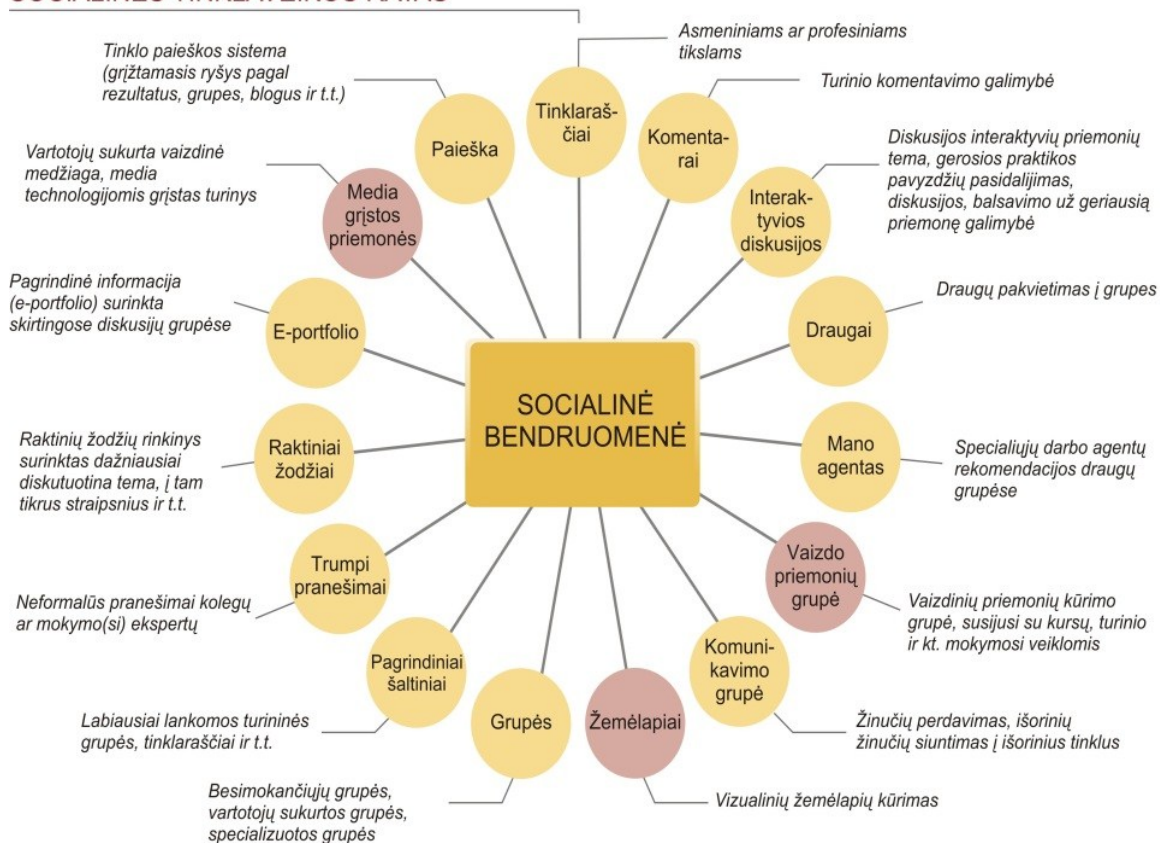 Asmeniniams ar profesiniams
tikslams
Tinklo paieškos sistema
(grįžtamasis ryšys pagal
rezultatus, grupes, blogus ir t.t.)
Tinklaraš-
čiai
Turinio komentavimo galimybė
Komenta-
rai
Paieška
Diskusijos interaktyvių priemonių
tema, gerosios praktikos
pavyzdžių pasidalijimas,
diskusijos, balsavimo už geriausią
priemonę galimybė
Vartotojų sukurta vaizdinė
medžiaga, media
technologijomis grįstas turinys
Media
grįstos
priemonės
Interak-
tyvios
diskusijos
Pagrindinė informacija
(e-portfolio) surinkta
skirtingose diskusijų grupėse
E-portfolio
Draugai
Draugų pakvietimas į grupes
SOCIALINĖ
BENDRUOMENĖ
Raktinių žodžių rinkinys
surinktas dažniausiai
diskutuotina tema, į tam
tikrus straipsnius ir t.t.
Raktiniai
žodžiai
Mano
agentas
Specialiųjų darbo agentų
rekomendacijos draugų
grupėse
Trumpi
pranešimai
Neformalūs pranešimai kolegų
ar mokymo(si) ekspertų
Vaizdo
priemonių
grupė
Vaizdinių priemonių kūrimo
grupė, susijusi su kursų, turinio
ir kt. mokymosi veiklomis
Pagrindiniai
šaltiniai
Labiausiai lankomos turininės
grupės, tinklaraščiai ir t.t.
Komuni-
kavimo
grupė
Žinučių perdavimas, išorinių
žinučių siuntimas į išorinius tinklus
Grupės
Besimokančiųjų grupės,
vartotojų sukurtos grupės,
specializuotos grupės
Žemėlapiai
Vizualinių žemėlapių kūrimas